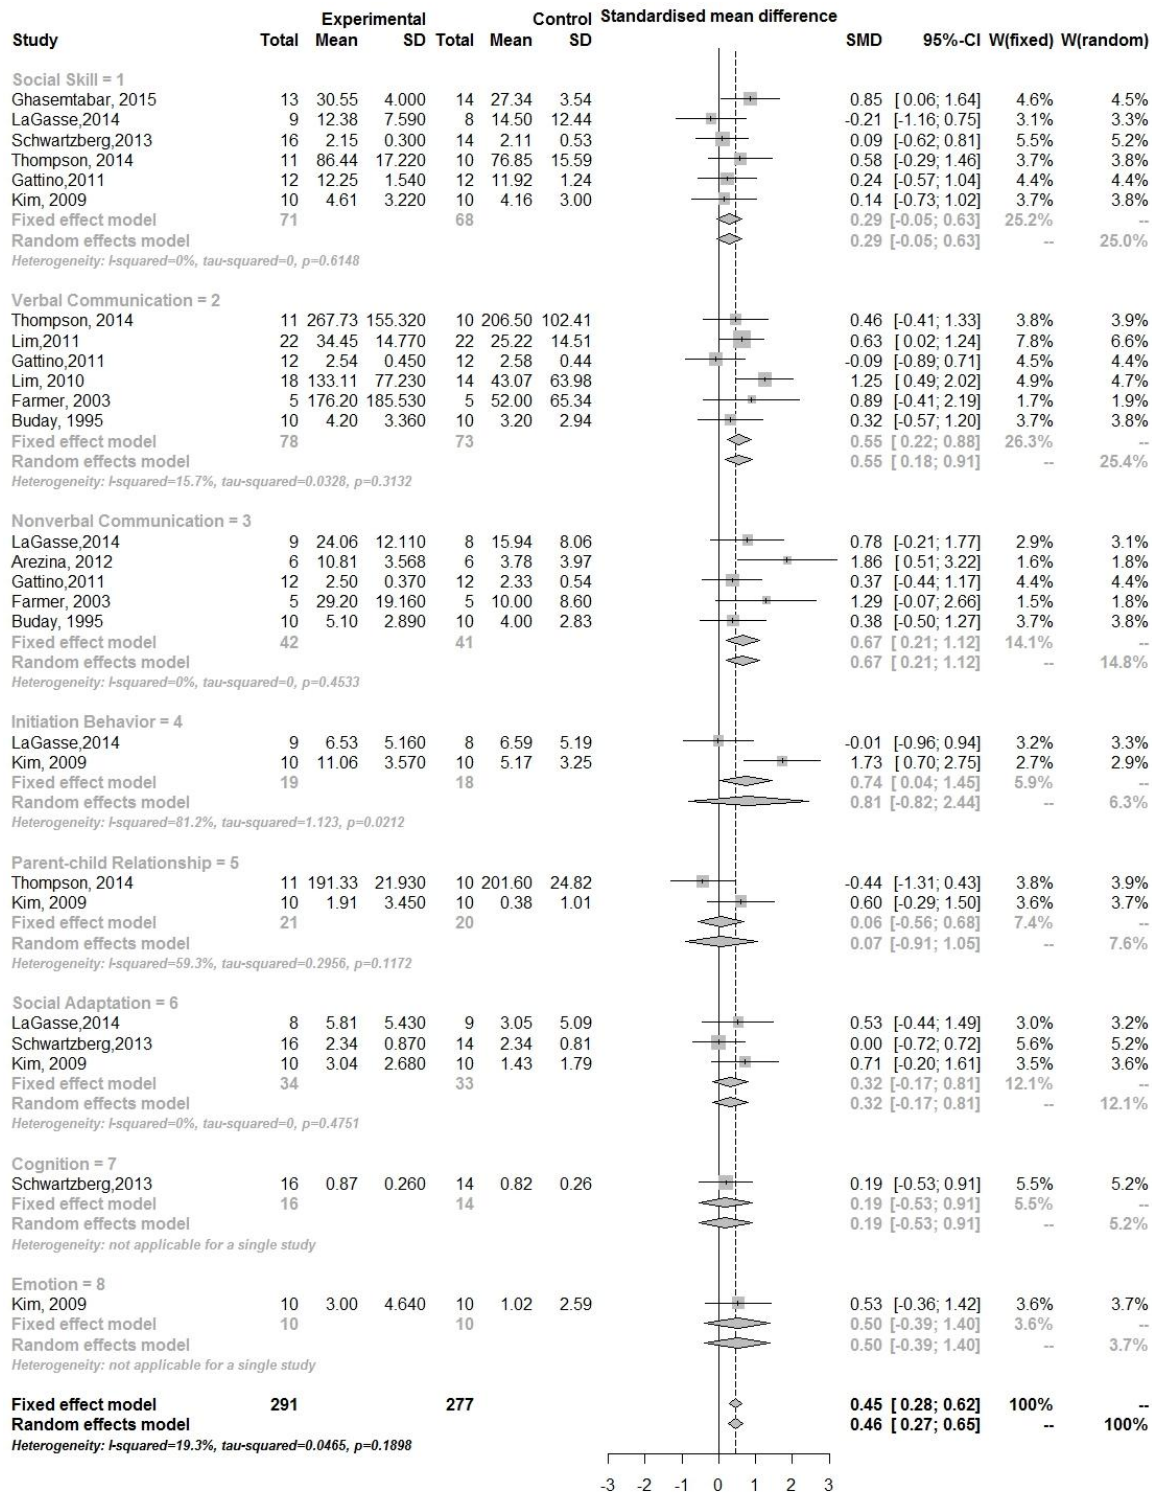 Experimental Control Standardised mean difference
Study Total Mean SD Total Mean SD SMD 95%-CI W(fixed) W(random)
Social Skill = 1
Ghasemtabar, 2015 13 30.55 4.000 14 27.34 3.54 0.85 [ 0.06; 1.64] 4.6% 4.5%
LaGasse,2014 9 12.38 7.590 8 14.50 12.44 -0.21 [-1.16; 0.75] 3.1% 3.3%
Schwartzberg,2013 16 2.15 0.300 14 2.11 0.53 0.09 [-0.62; 0.81] 5.5% 5.2%
Thompson, 2014 11 86.44 17.220 10 76.85 15.59 0.58 [-0.29; 1.46] 3.7% 3.8%
Gattino,2011 12 12.25 1.540 12 11.92 1.24 0.24 [-0.57; 1.04] 4.4% 4.4%
Kim, 2009 10 4.61 3.220 10 4.16 3.00 0.14 [-0.73; 1.02] 3.7% 3.8%
Fixed effect model 71 68 0.29 [-0.05; 0.63] 25.2% --
Random effects model 0.29 [-0.05; 0.63] -- 25.0%
Heterogeneity: I-squared=0%, tau-squared=0, p=0.6148
Verbal Communication = 2
Thompson, 2014 11 267.73 155.320 10 206.50 102.41 0.46 [-0.41; 1.33] 3.8% 3.9%
Lim,2011 22 34.45 14.770 22 25.22 14.51 0.63 [ 0.02; 1.24] 7.8% 6.6%
Gattino,2011 12 2.54 0.450 12 2.58 0.44 -0.09 [-0.89; 0.71] 4.5% 4.4%
Lim, 2010 18 133.11 77.230 14 43.07 63.98 1.25 [ 0.49; 2.02] 4.9% 4.7%
Farmer, 2003 5 176.20 185.530 5 52.00 65.34 0.89 [-0.41; 2.19] 1.7% 1.9%
Buday, 1995 10 4.20 3.360 10 3.20 2.94 0.32 [-0.57; 1.20] 3.7% 3.8%
Fixed effect model 78 73 0.55 [ 0.22; 0.88] 26.3% --
Random effects model 0.55 [ 0.18; 0.91] -- 25.4%
Heterogeneity: I-squared=15.7%, tau-squared=0.0328, p=0.3132
Nonverbal Communication = 3
LaGasse,2014 9 24.06 12.110 8 15.94 8.06 0.78 [-0.21; 1.77] 2.9% 3.1%
Arezina, 2012 6 10.81 3.568 6 3.78 3.97 1.86 [ 0.51; 3.22] 1.6% 1.8%
Gattino,2011 12 2.50 0.370 12 2.33 0.54 0.37 [-0.44; 1.17] 4.4% 4.4%
Farmer, 2003 5 29.20 19.160 5 10.00 8.60 1.29 [-0.07; 2.66] 1.5% 1.8%
Buday, 1995 10 5.10 2.890 10 4.00 2.83 0.38 [-0.50; 1.27] 3.7% 3.8%
Fixed effect model 42 41 0.67 [ 0.21; 1.12] 14.1% --
Random effects model 0.67 [ 0.21; 1.12] -- 14.8%
Heterogeneity: I-squared=0%, tau-squared=0, p=0.4533
Initiation Behavior = 4
LaGasse,2014 9 6.53 5.160 8 6.59 5.19 -0.01 [-0.96; 0.94] 3.2% 3.3%
Kim, 2009 10 11.06 3.570 10 5.17 3.25 1.73 [ 0.70; 2.75] 2.7% 2.9%
Fixed effect model 19 18 0.74 [ 0.04; 1.45] 5.9% --
Random effects model 0.81 [-0.82; 2.44] -- 6.3%
Heterogeneity: I-squared=81.2%, tau-squared=1.123, p=0.0212
Parent-child Relationship = 5
Thompson, 2014 11 191.33 21.930 10 201.60 24.82 -0.44 [-1.31; 0.43] 3.8% 3.9%
Kim, 2009 10 1.91 3.450 10 0.38 1.01 0.60 [-0.29; 1.50] 3.6% 3.7%
Fixed effect model 21 20 0.06 [-0.56; 0.68] 7.4% --
Random effects model 0.07 [-0.91; 1.05] -- 7.6%
Heterogeneity: I-squared=59.3%, tau-squared=0.2956, p=0.1172
Social Adaptation = 6
LaGasse,2014 8 5.81 5.430 9 3.05 5.09 0.53 [-0.44; 1.49] 3.0% 3.2%
Schwartzberg,2013 16 2.34 0.870 14 2.34 0.81 0.00 [-0.72; 0.72] 5.6% 5.2%
Kim, 2009 10 3.04 2.680 10 1.43 1.79 0.71 [-0.20; 1.61] 3.5% 3.6%
Fixed effect model 34 33 0.32 [-0.17; 0.81] 12.1% --
Random effects model 0.32 [-0.17; 0.81] -- 12.1%
Heterogeneity: I-squared=0%, tau-squared=0, p=0.4751
Cognition = 7
Schwartzberg,2013 16 0.87 0.260 14 0.82 0.26 0.19 [-0.53; 0.91] 5.5% 5.2%
Fixed effect model 16 14 0.19 [-0.53; 0.91] 5.5% --
Random effects model 0.19 [-0.53; 0.91] -- 5.2%
Heterogeneity: not applicable for a single study
Emotion = 8
Kim, 2009 10 3.00 4.640 10 1.02 2.59 0.53 [-0.36; 1.42] 3.6% 3.7%
Fixed effect model 10 10 0.50 [-0.39; 1.40] 3.6% --
Random effects model 0.50 [-0.39; 1.40] -- 3.7%
Heterogeneity: not applicable for a single study
Fixed effect model 291 277 0.45 [ 0.28; 0.62] 100% --
Random effects model 0.46 [ 0.27; 0.65] -- 100%
Heterogeneity: I-squared=19.3%, tau-squared=0.0465, p=0.1898
-3 -2 -1 0 1 2 3